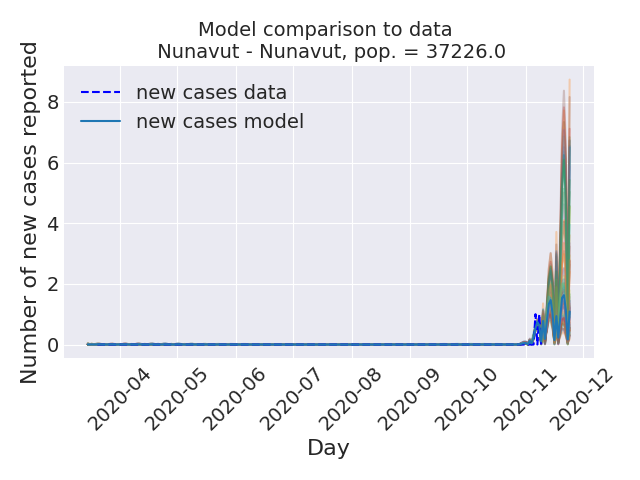 Model comparison to data
Nunavut - Nunavut, pop. = 37226.0
Number of new cases reported
8
6
4
2
0
new cases data
new cases model
2020-04
2020-05
2020-06
2020-07
2020-08
2020-09
2020-10
2020-11
2020-12
Day